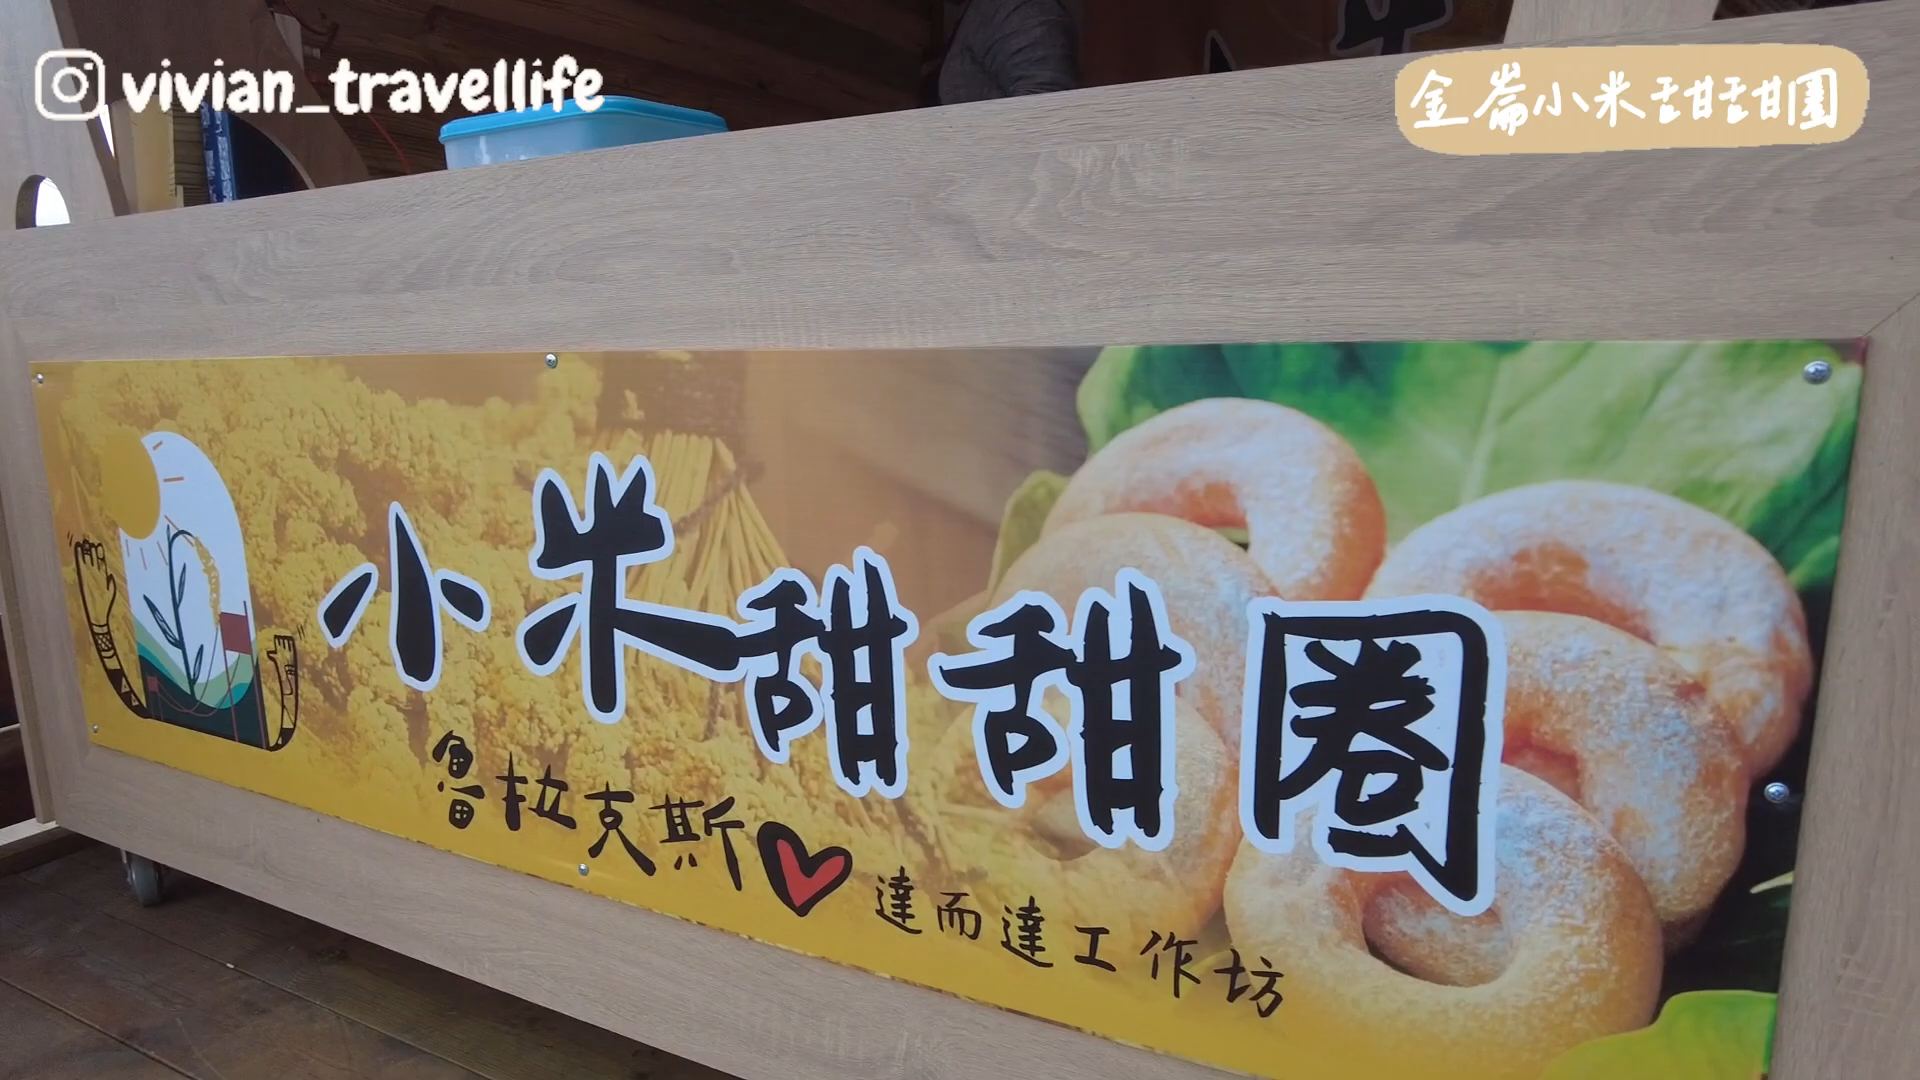 vivian_travellife
金崙小米甜甜圈
小米甜甜圈
魯拉克斯
達而達工作坊